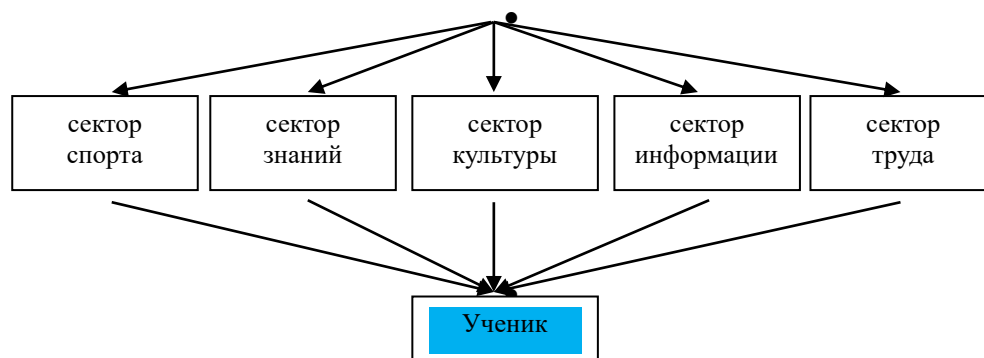 сектор
спорта
сектор
знаний
сектор
культуры
сектор
информации
сектор
труда
Ученик